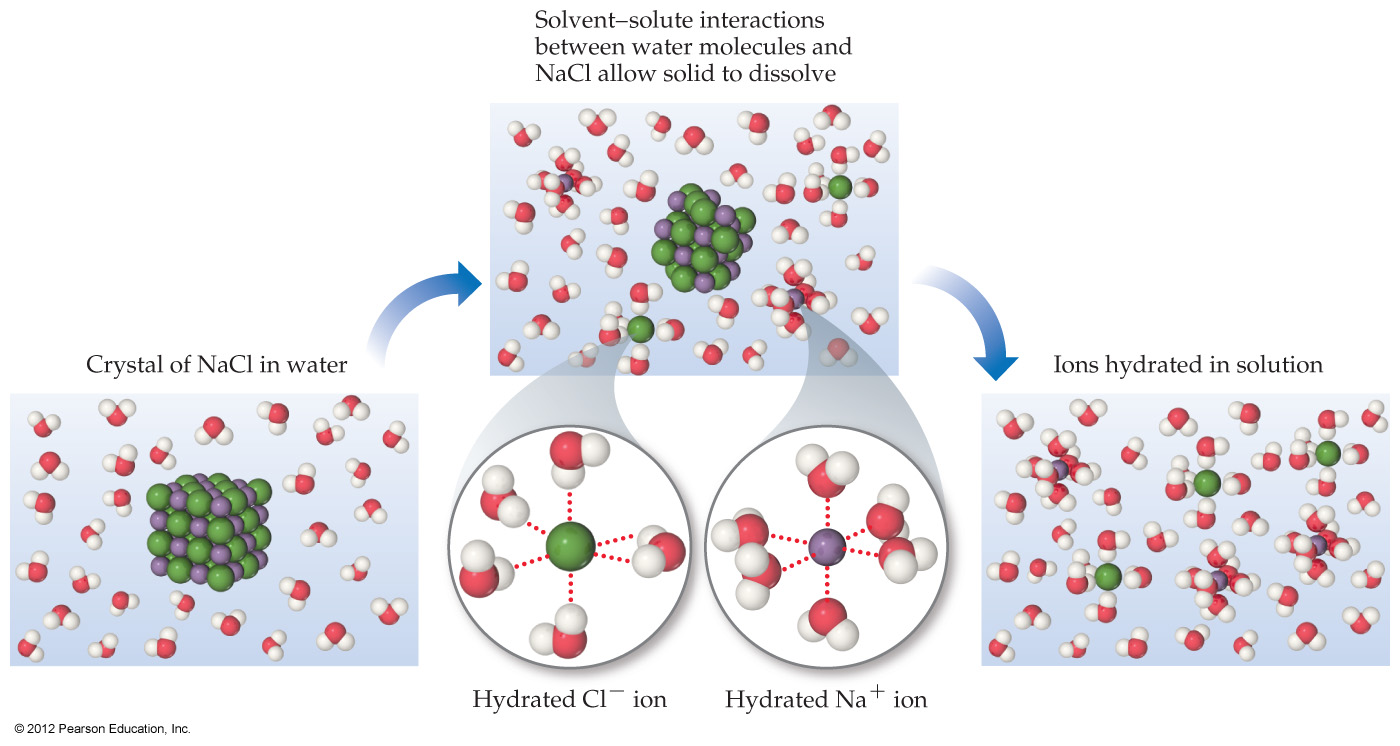 Solvent–solute interactions
between water molecules and
NaCl allow solid to dissolve
Crystal of NaCl in water
Ions hydrated in solution
Hydrated Cl⁻ ion
Hydrated Na⁺ ion
© 2012 Pearson Education, Inc.